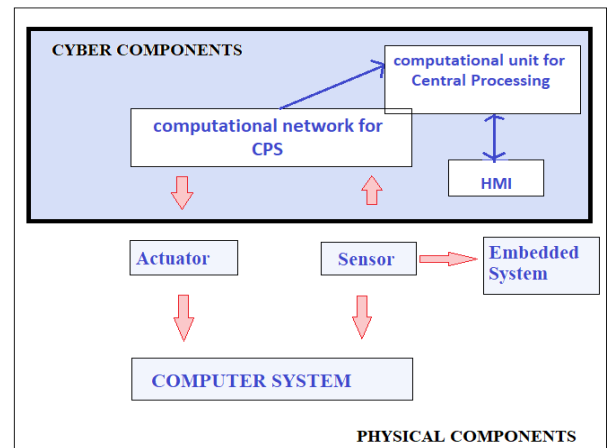 CYBER COMPONENTS
computational unit for
Central Processing
computational network for
CPS
HMI
Actuator
Sensor
Embedded
System
COMPUTER SYSTEM
PHYSICAL COMPONENTS